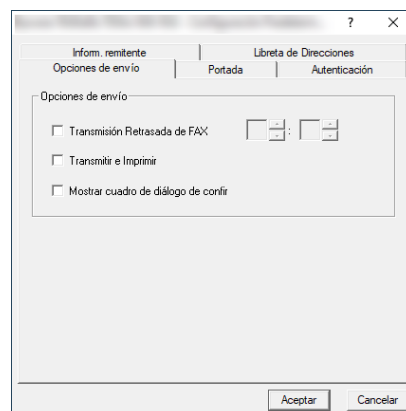 ?
Inform. remitente Libreta de Direcciones
Opciones de envío Portada Autenticación
Opciones de envío
Transmisión Retrasada de FAX :
Transmitir e Imprimir
Mostrar cuadro de diálogo de confir
Aceptar Cancelar